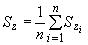 S_z = \frac{1}{n} \sum_{i=1}^{n} S_{z_i}